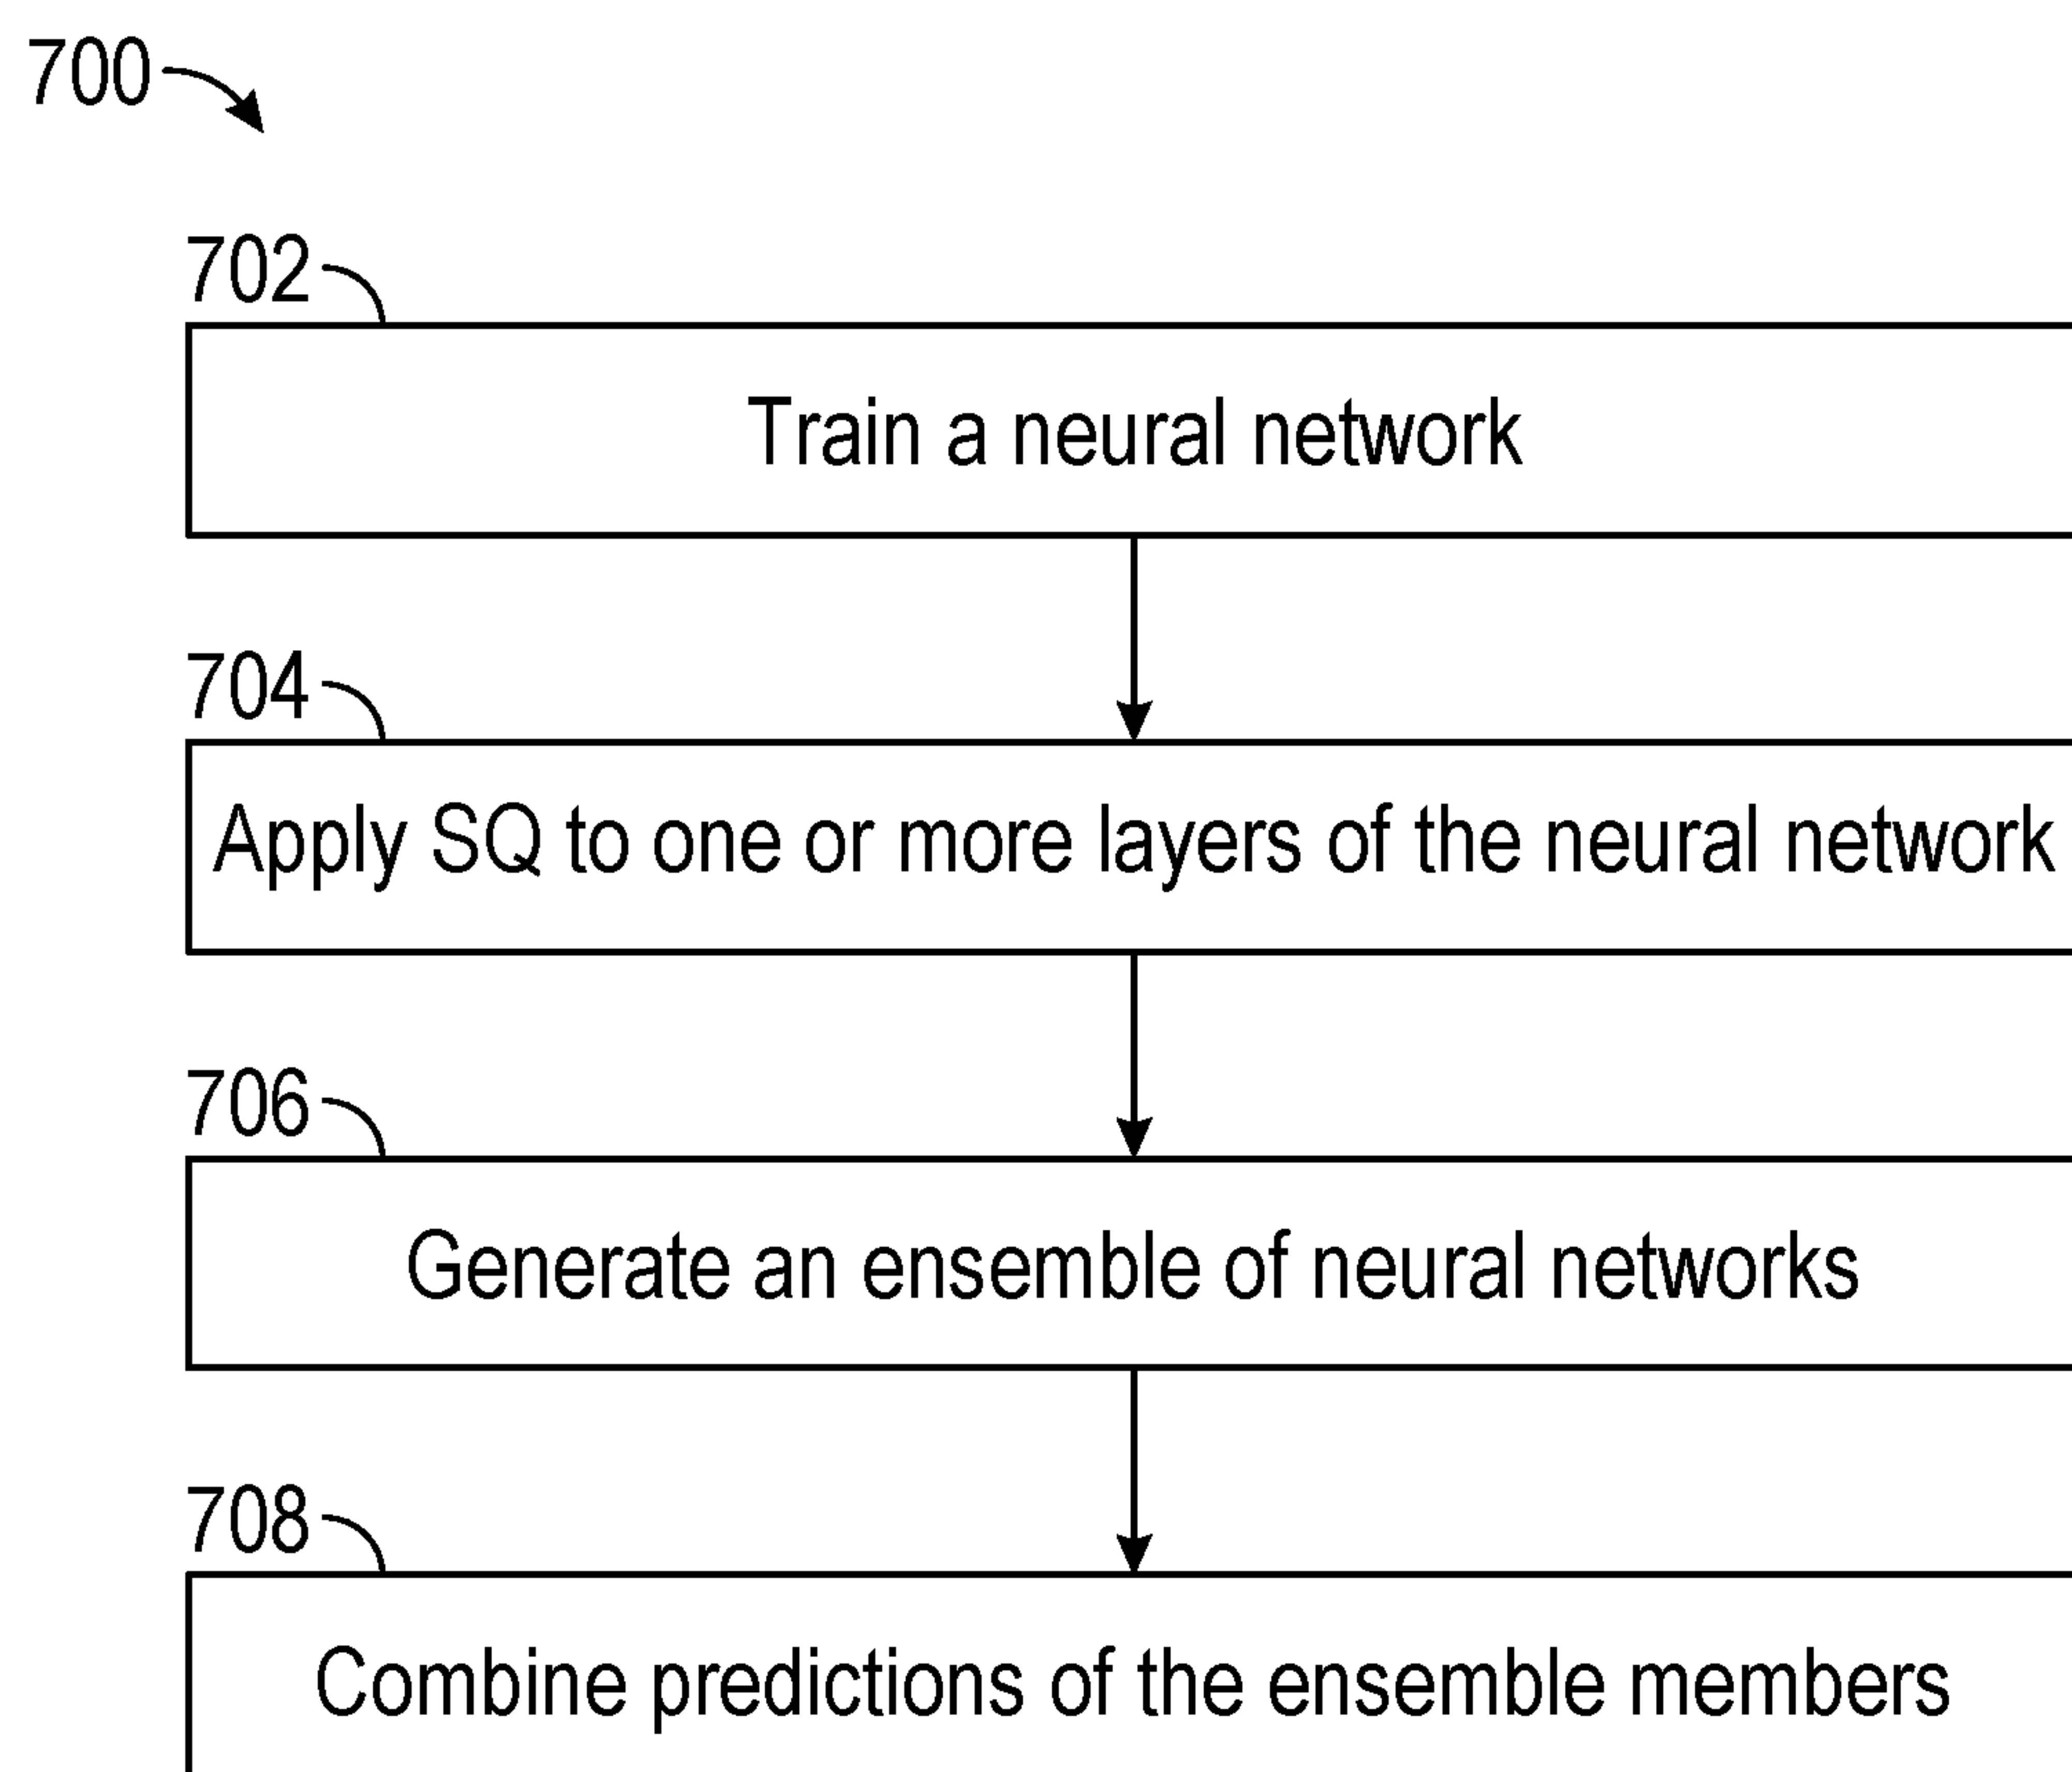 700
702
Train a neural network
704
Apply SQ to one or more layers of the neural network
706
Generate an ensemble of neural networks
708
Combine predictions of the ensemble members